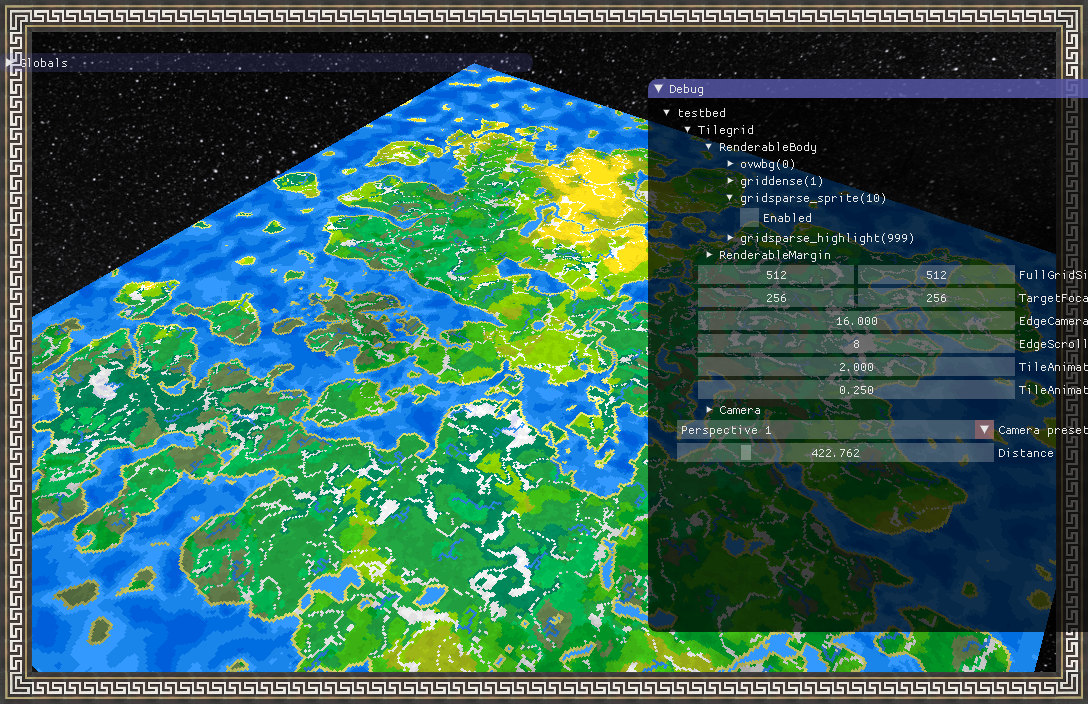 Globals
Debug
testbed
Tilegrid
RenderableBody
ovwbg(0)
griddense(1)
gridsparse_sprite(10)
Enabled
gridsparse_highlight(999)
RenderableMargin
512 512 FullGridSi
256 256 TargetFoca
16.000 EdgeCamera
8 EdgeScroll
2.000 TileAnimat
0.250 TileAnimat
Camera
Perspective 1 Camera preset
422.762 Distance